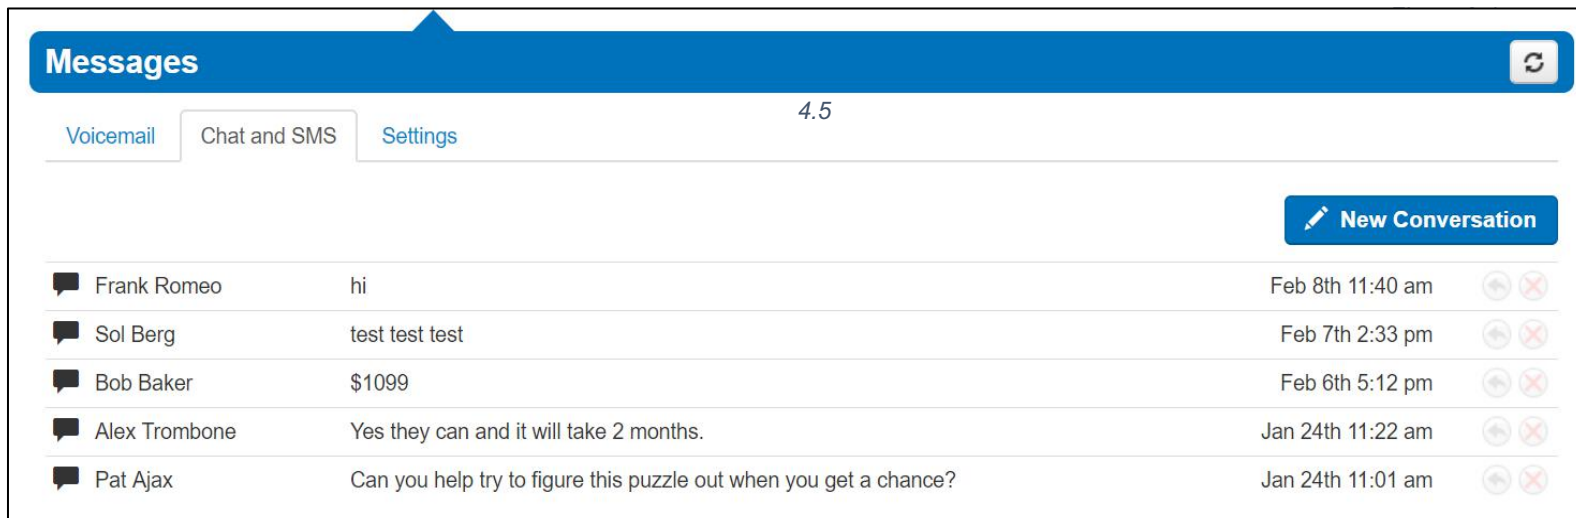 Messages
4.5
Voicemail Chat and SMS Settings
New Conversation
Frank Romeo hi Feb 8th 11:40 am
Sol Berg test test test Feb 7th 2:33 pm
Bob Baker $1099 Feb 6th 5:12 pm
Alex Trombone Yes they can and it will take 2 months. Jan 24th 11:22 am
Pat Ajax Can you help try to figure this puzzle out when you get a chance? Jan 24th 11:01 am